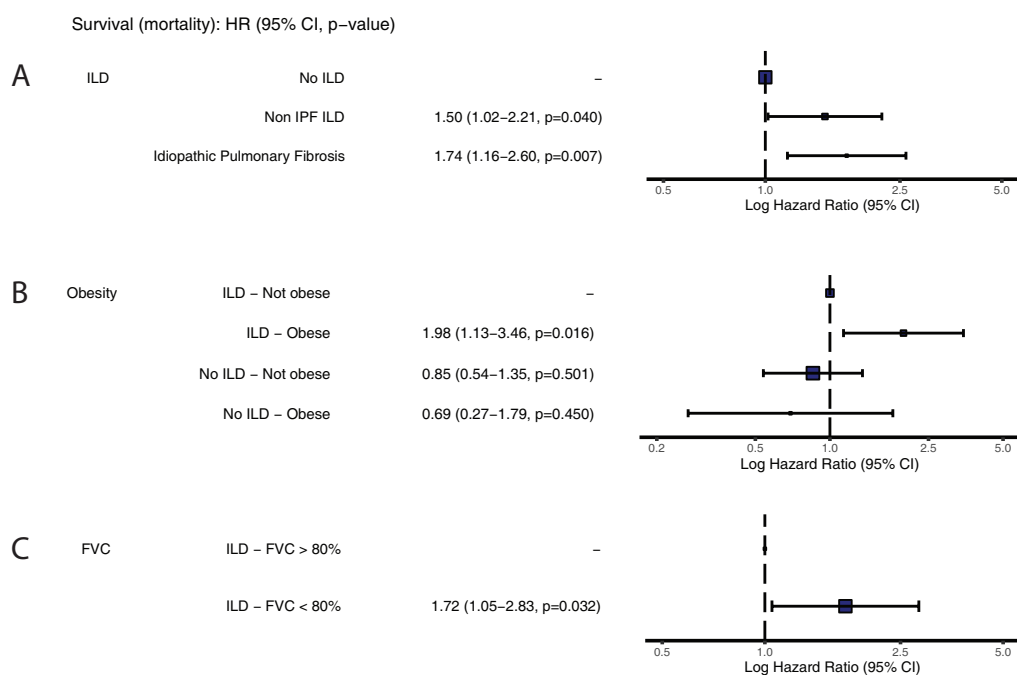 Survival (mortality): HR (95% CI, p−value)
A ILD No ILD −
Non IPF ILD 1.50 (1.02−2.21, p=0.040)
Idiopathic Pulmonary Fibrosis 1.74 (1.16−2.60, p=0.007)
0.5 1.0 2.5 5.0
Log Hazard Ratio (95% CI)
B Obesity ILD − Not obese −
ILD − Obese 1.98 (1.13−3.46, p=0.016)
No ILD − Not obese 0.85 (0.54−1.35, p=0.501)
No ILD − Obese 0.69 (0.27−1.79, p=0.450)
0.2 0.5 1.0 2.5 5.0
Log Hazard Ratio (95% CI)
C FVC ILD − FVC > 80% −
ILD − FVC < 80% 1.72 (1.05−2.83, p=0.032)
0.5 1.0 2.5 5.0
Log Hazard Ratio (95% CI)